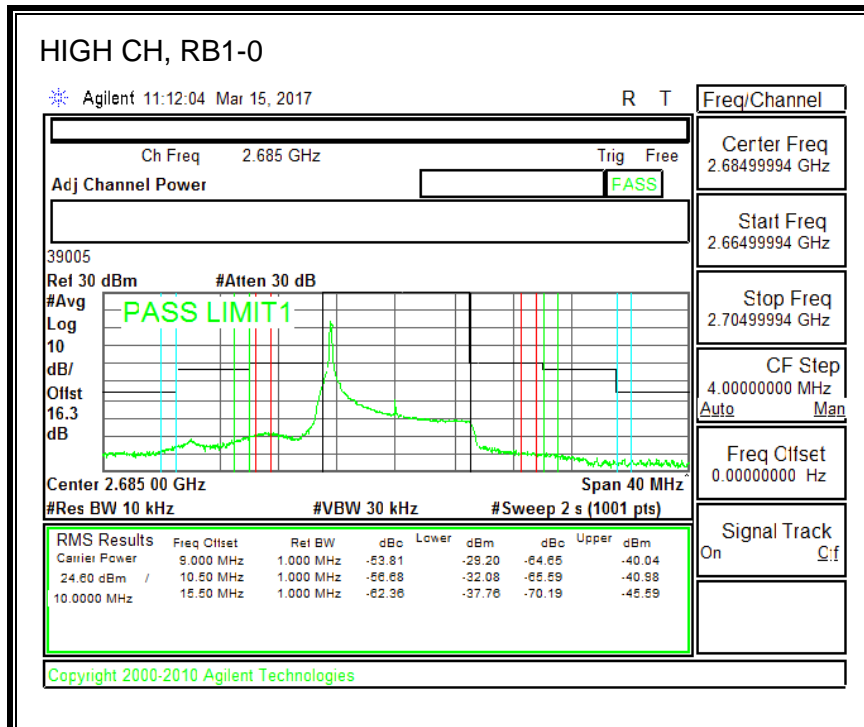 HIGH CH, RB1-0
Agilent 11:12:04 Mar 15, 2017 R T
Freq/Channel
Ch Freq 2.685 GHz Trig Free
Adj Channel Power PASS
Center Freq
2.68499994 GHz
Start Freq
2.66499994 GHz
Stop Freq
2.70499994 GHz
CF Step
4.00000000 MHz
Auto Man
Freq Offset
0.00000000 Hz
Signal Track
On Off
39005
Ref 30 dBm #Atten 30 dB
#Avg
Log
10
dB/
Offst
16.3
dB
PASS LIMIT1
Center 2.685 00 GHz Span 40 MHz
#Res BW 10 kHz #VBW 30 kHz #Sweep 2 s (1001 pts)
RMS Results Freq Offset Ref BW dBc Lower dBm dBc Upper dBm
Carrier Power 9.000 MHz 1.000 MHz -53.81 -29.20 -64.65 -40.04
24.60 dBm / 10.50 MHz 1.000 MHz -56.68 -32.08 -65.59 -40.98
10.0000 MHz 15.50 MHz 1.000 MHz -62.36 -37.76 -70.19 -45.59
Copyright 2000-2010 Agilent Technologies